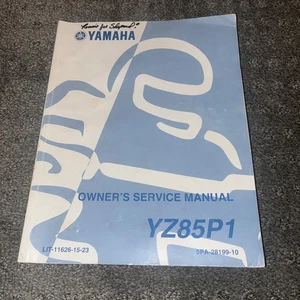 YAMAHA
OWNER'S SERVICE MANUAL
YZ85P1
LIT-11626-15-23
5PA-28199-10